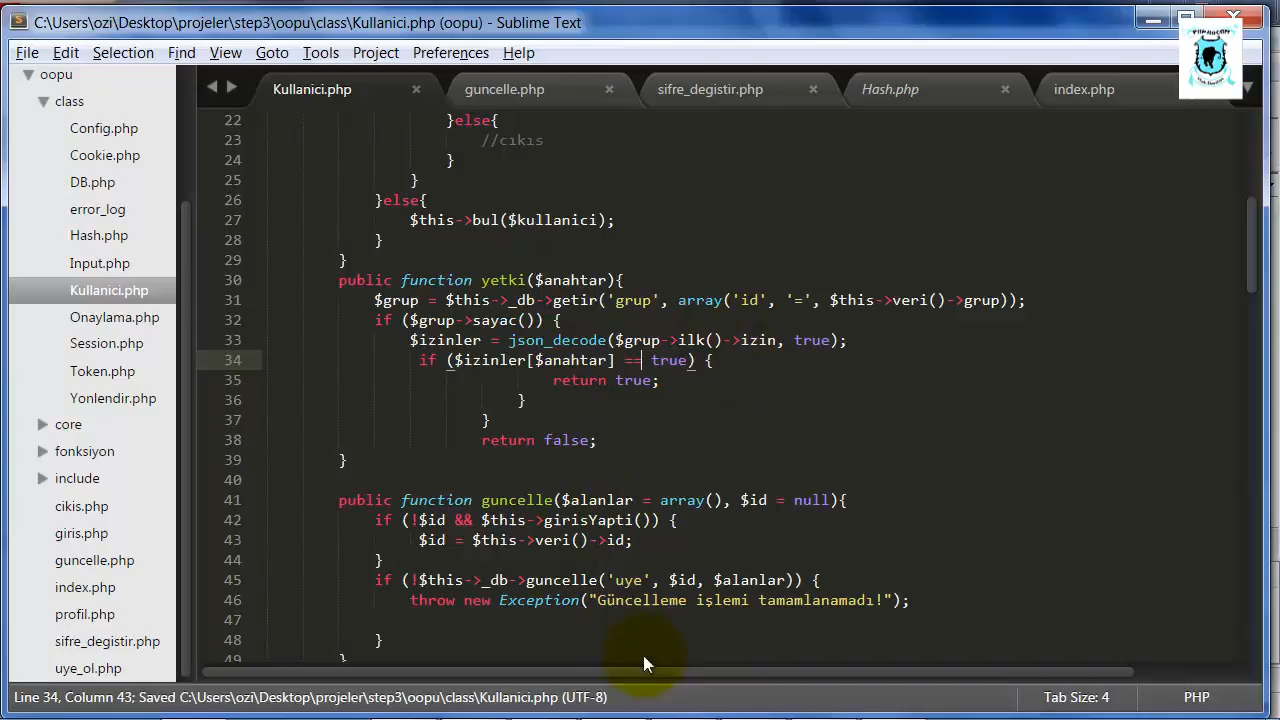 C:\Users\ozi\Desktop\projeler\step3\oopu\class\Kullanici.php (oopu) - Sublime Text
File Edit Selection Find View Goto Tools Project Preferences Help
oopu
class
Config.php
Cookie.php
DB.php
error_log
Hash.php
Input.php
Kullanici.php
Onaylama.php
Session.php
Token.php
Yonlendir.php
core
fonksiyon
include
cikis.php
giris.php
guncelle.php
index.php
profil.php
sifre_degistir.php
uye_ol.php
Kullanici.php × guncelle.php × sifre_degistir.php × Hash.php × index.php
22 }else{
23 //cıkıs
24 }
25 }
26 }else{
27 $this->bul($kullanici);
28 }
29 }
30 public function yetki($anahtar){
31 $grup = $this->_db->getir('grup', array('id', '=', $this->veri()->grup));
32 if ($grup->sayac()) {
33 $izinler = json_decode($grup->ilk()->izin, true);
34 if ($izinler[$anahtar] == true) {
35 return true;
36 }
37 }
38 return false;
39 }
40
41 public function guncelle($alanlar = array(), $id = null){
42 if (!$id && $this->girisYapti()) {
43 $id = $this->veri()->id;
44 }
45 if (!$this->_db->guncelle('uye', $id, $alanlar)) {
46 throw new Exception("Güncelleme işlemi tamamlanamadı!");
47
48 }
49 }
Line 34, Column 43; Saved C:\Users\ozi\Desktop\projeler\step3\oopu\class\Kullanici.php (UTF-8) Tab Size: 4 PHP